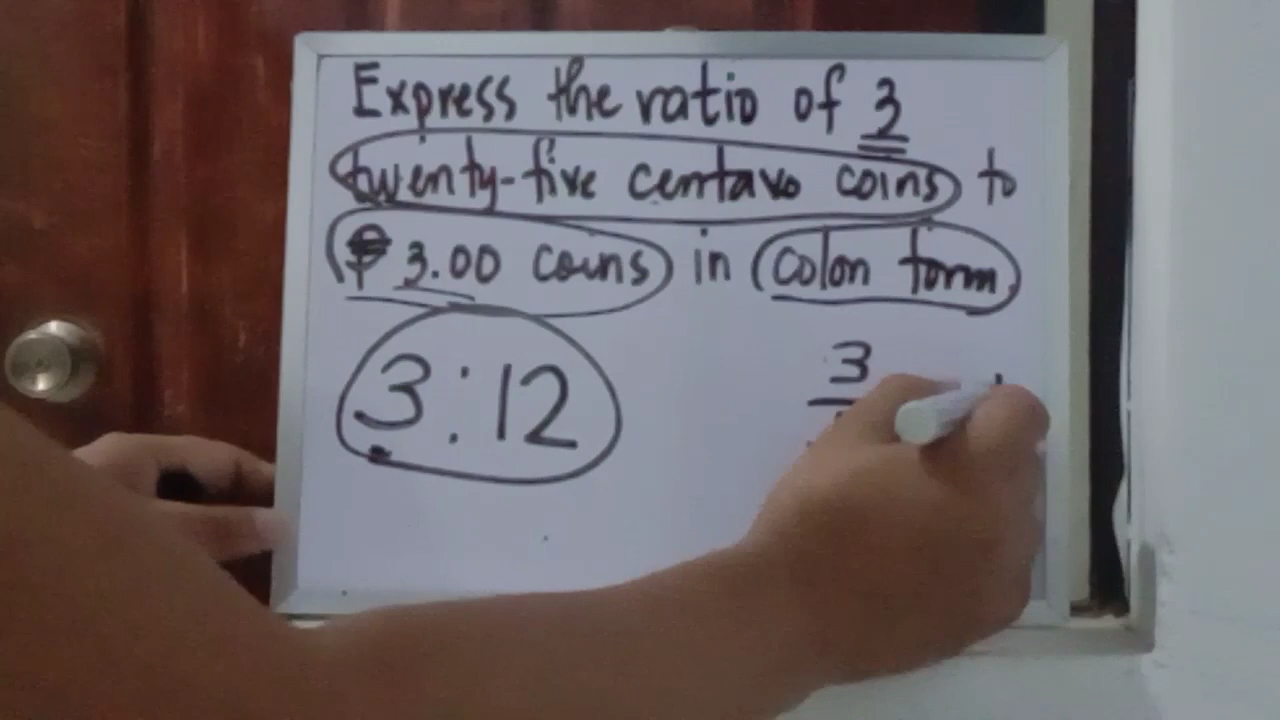 Express the ratio of 3
twenty-five centavo coins to
₱ 3.00 coins in colon form
3:12
3